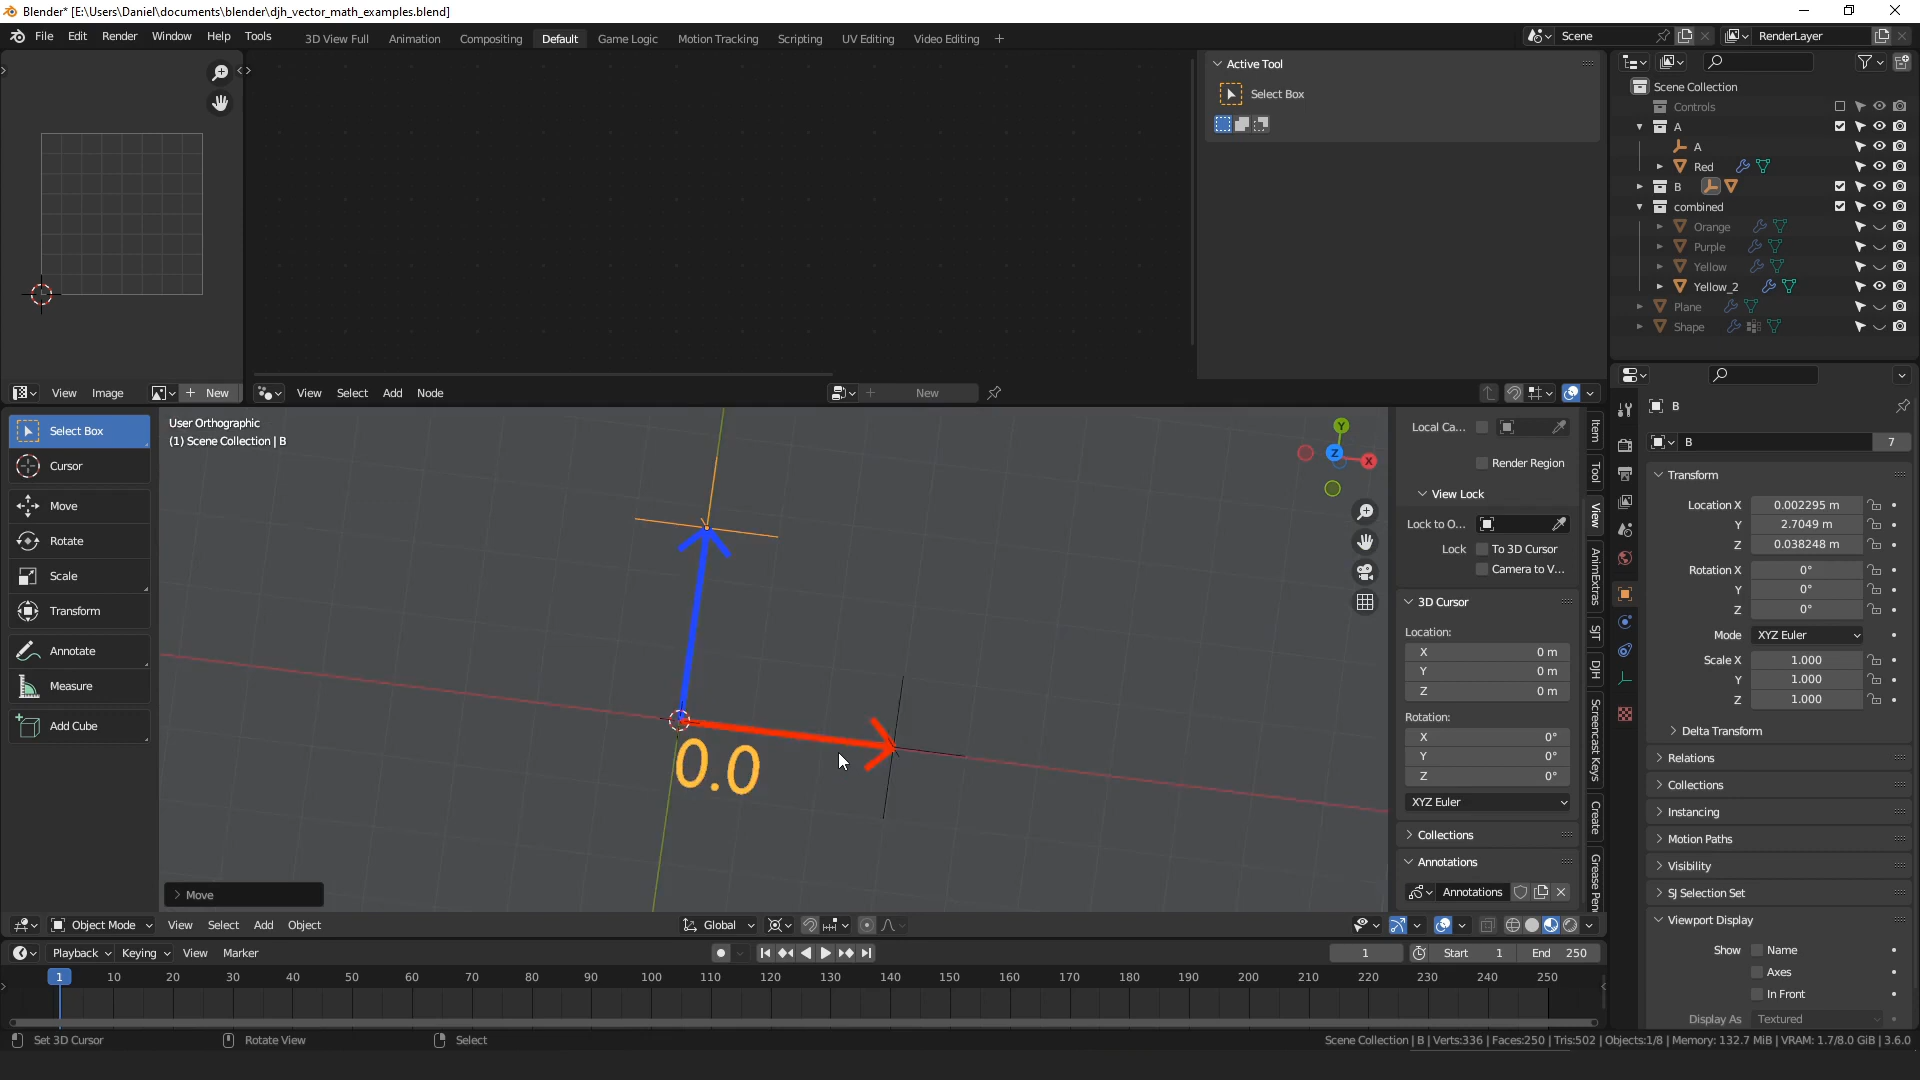 Blender* [E:\Users\Daniel\documents\blender\djh_vector_math_examples.blend]
File Edit Render Window Help Tools 3D View Full Animation Compositing Default Game Logic Motion Tracking Scripting UV Editing Video Editing + Scene RenderLayer
Active Tool
Select Box
Scene Collection
Controls
A
A
Red
B
combined
Orange
Purple
Yellow
Yellow_2
Plane
Shape
View Image + New View Select Add Node + New
Select Box
Cursor
Move
Rotate
Scale
Transform
Annotate
Measure
Add Cube
User Orthographic
(1) Scene Collection | B
0.0
Y
Z
X
Move
Local Ca...
Render Region
View Lock
Lock to O...
Lock To 3D Cursor
Camera to V...
3D Cursor
Location:
X 0 m
Y 0 m
Z 0 m
Rotation:
X 0°
Y 0°
Z 0°
XYZ Euler
Collections
Annotations
Annotations
Item
Tool
View
AnimExtras
SJT
DJH
Screencast Keys
Create
Grease Pen
B
B 7
Transform
Location X 0.002295 m
Y 2.7049 m
Z 0.038248 m
Rotation X 0°
Y 0°
Z 0°
Mode XYZ Euler
Scale X 1.000
Y 1.000
Z 1.000
Delta Transform
Relations
Collections
Instancing
Motion Paths
Visibility
SJ Selection Set
Viewport Display
Show Name
Axes
In Front
Display As Textured
Object Mode View Select Add Object Global
Playback Keying View Marker 1 Start 1 End 250
1 10 20 30 40 50 60 70 80 90 100 110 120 130 140 150 160 170 180 190 200 210 220 230 240 250
Set 3D Cursor Rotate View Select Scene Collection | B | Verts:336 | Faces:250 | Tris:502 | Objects:1/8 | Memory: 132.7 MiB | VRAM: 1.7/8.0 GiB | 3.6.0